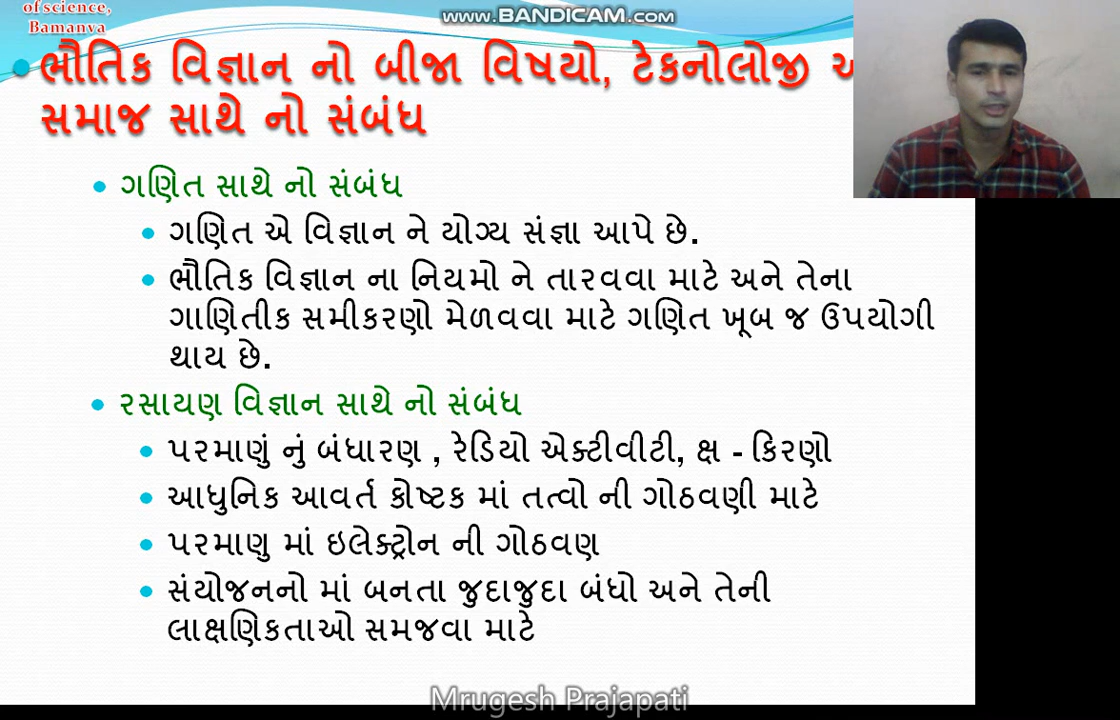 of science,
Bamanva
www.BANDICAM.com
ભૌતિક વિજ્ઞાન નો બીજા વિષયો, ટેકનોલોજી
સમાજ સાથે નો સંબંધ
ગણિત સાથે નો સંબંધ
ગણિત એ વિજ્ઞાન ને યોગ્ય સંજ્ઞા આપે છે.
ભૌતિક વિજ્ઞાન ના નિયમો ને તારવવા માટે અને તેના
ગાણિતીક સમીકરણો મેળવવા માટે ગણિત ખૂબ જ ઉપયોગી
થાય છે.
રસાયણ વિજ્ઞાન સાથે નો સંબંધ
પરમાણું નું બંધારણ , રેડિયો એક્ટીવીટી, ક્ષ - કિરણો
આધુનિક આવર્ત કોષ્ટક માં તત્વો ની ગોઠવણી માટે
પરમાણુ માં ઇલેક્ટ્રોન ની ગોઠવણ
સંયોજનનો માં બનતા જુદાજુદા બંધો અને તેની
લાક્ષણિકતાઓ સમજવા માટે
Mrugesh Prajapati